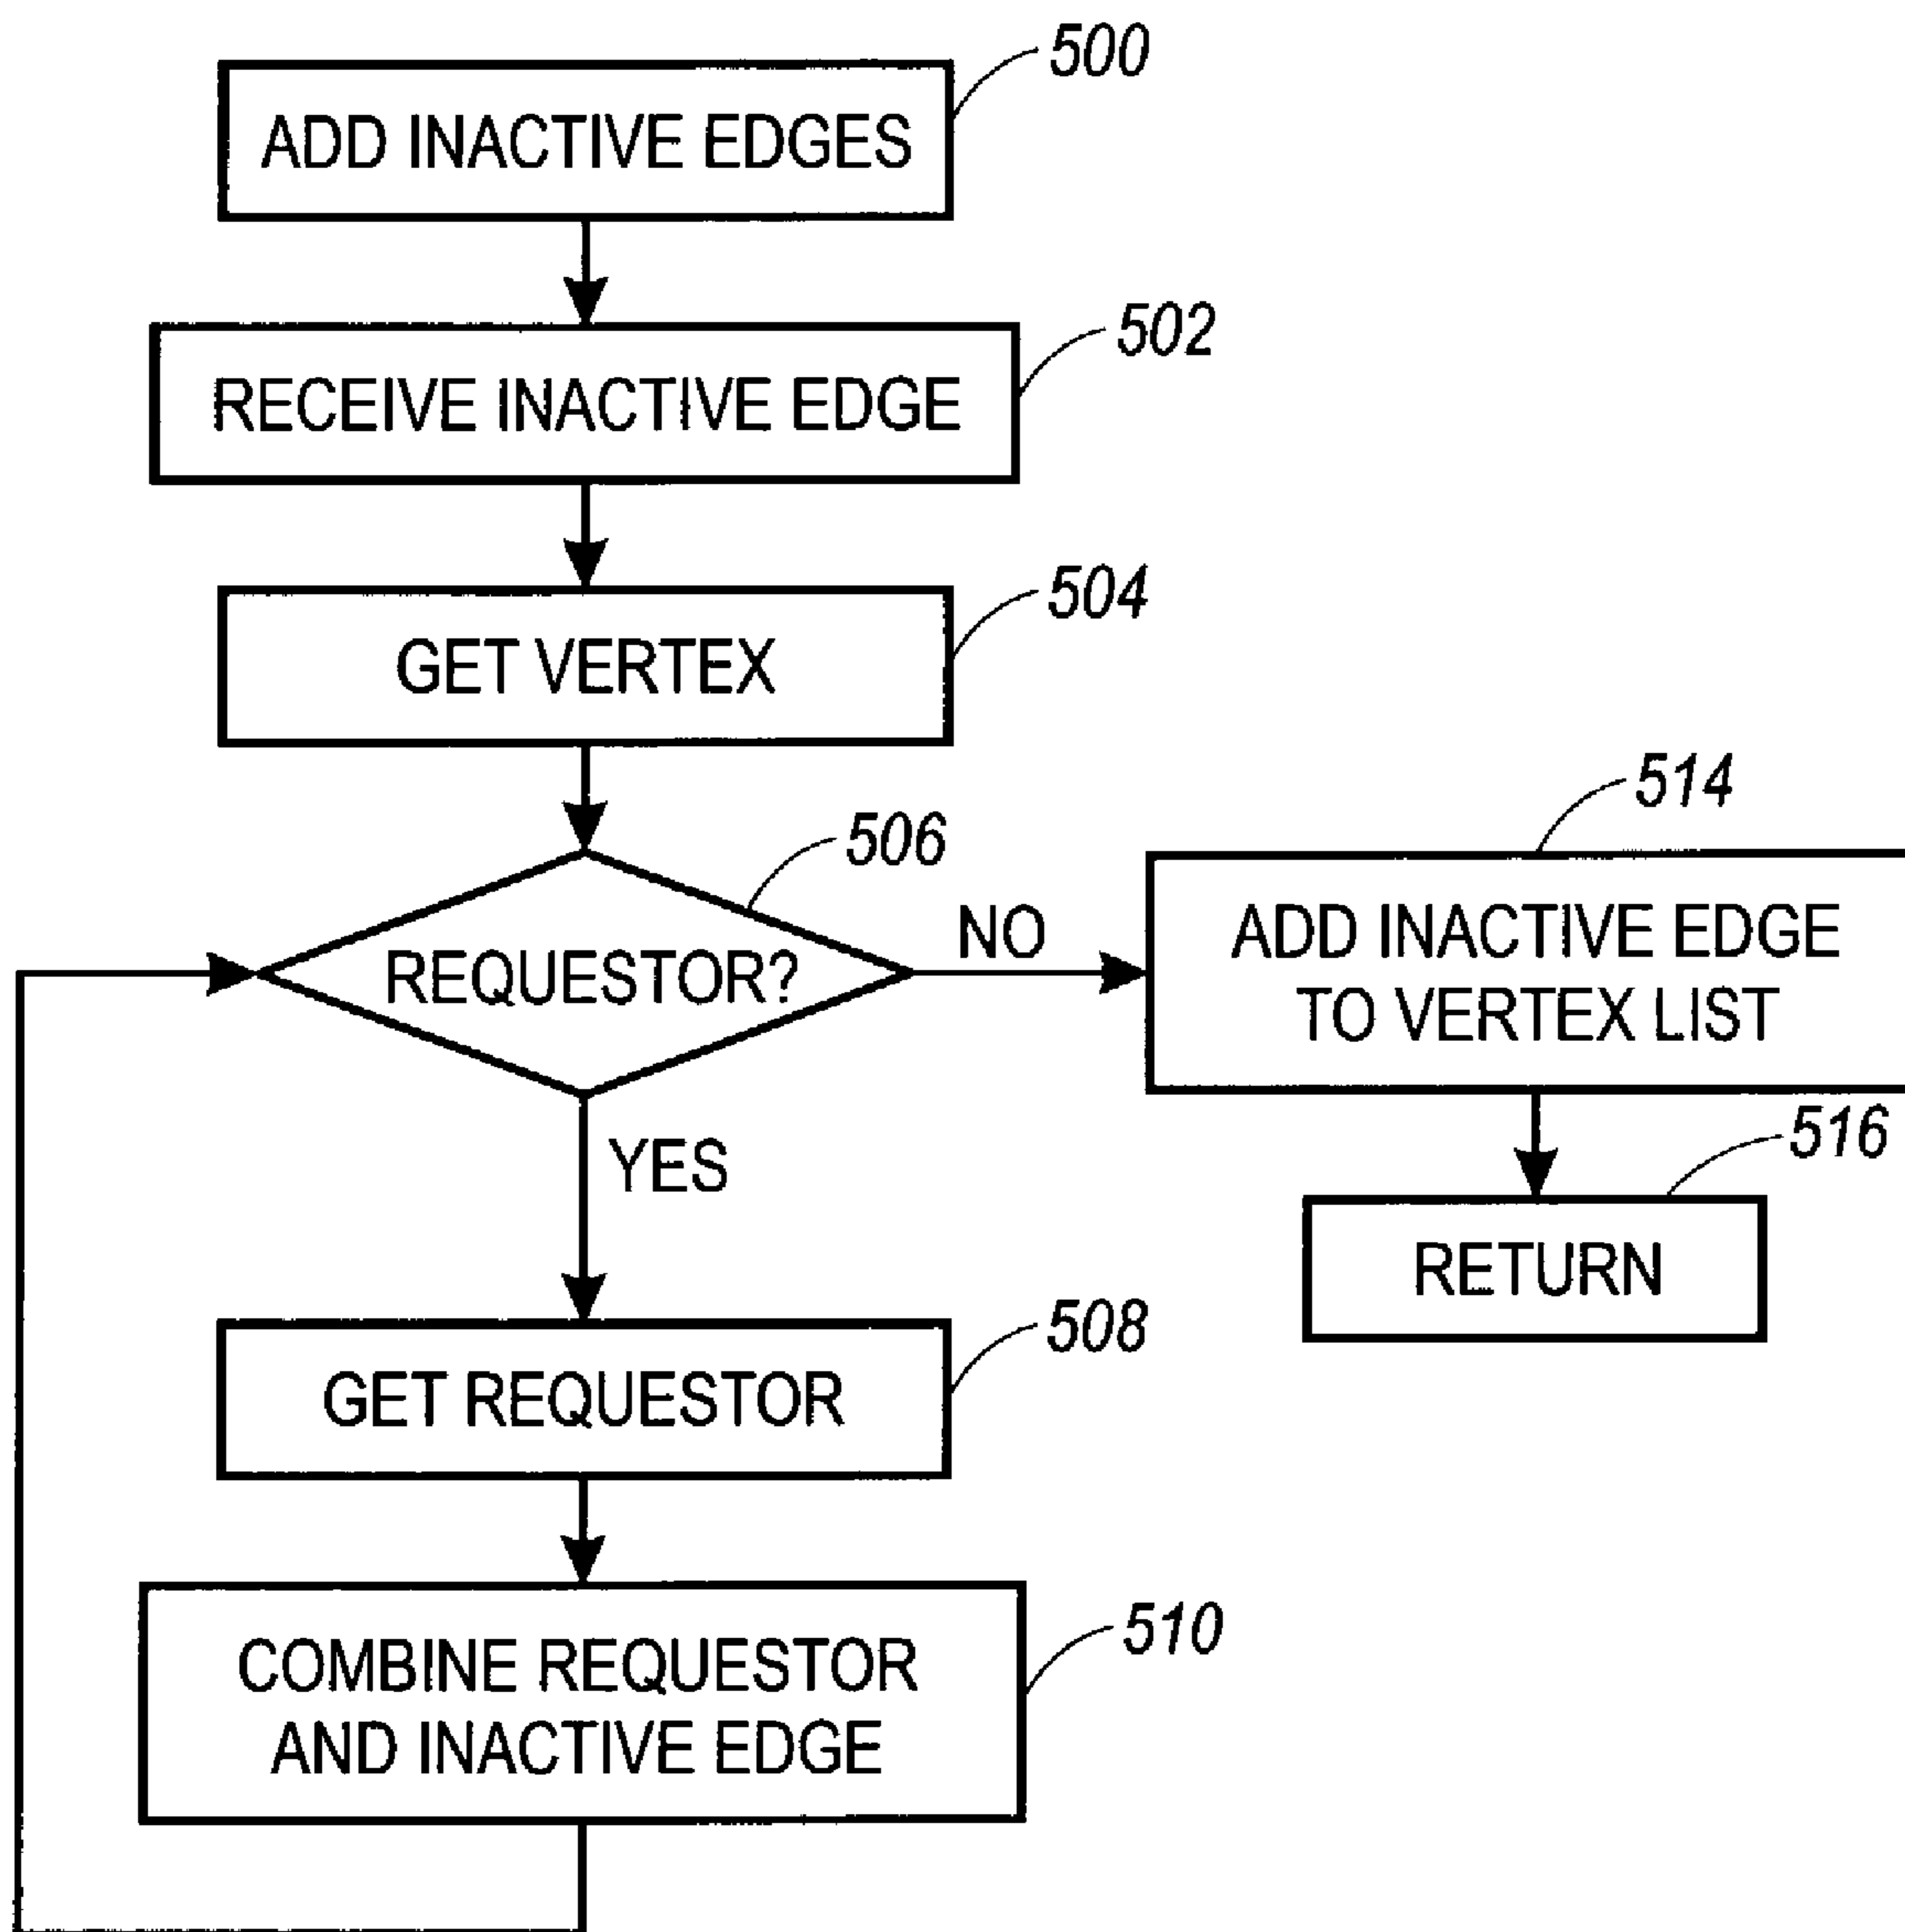 500
ADD INACTIVE EDGES
502
RECEIVE INACTIVE EDGE
504
GET VERTEX
506
REQUESTOR?
NO
514
ADD INACTIVE EDGE
TO VERTEX LIST
516
RETURN
YES
508
GET REQUESTOR
510
COMBINE REQUESTOR
AND INACTIVE EDGE